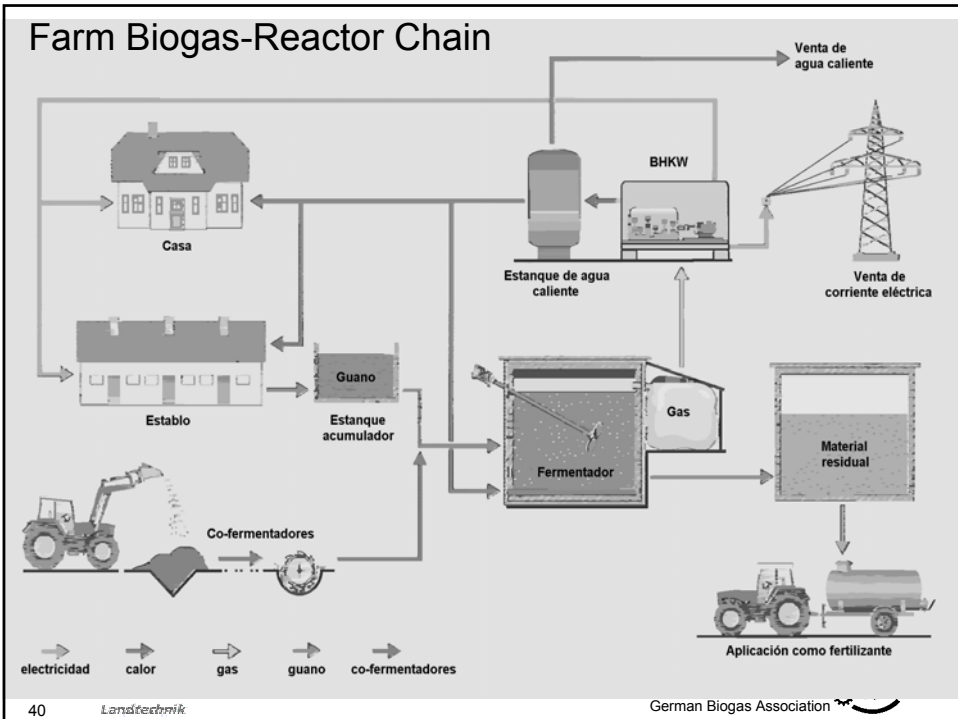 Farm Biogas-Reactor Chain
Venta de
agua caliente
BHKW
Casa
Estanque de agua
caliente
Venta de
corriente eléctrica
Guano
Establo
Estanque
acumulador
Gas
Fermentador
Material
residual
Co-fermentadores
Aplicación como fertilizante
electricidad
calor
gas
guano
co-fermentadores
40
Landtechnik
German Biogas Association